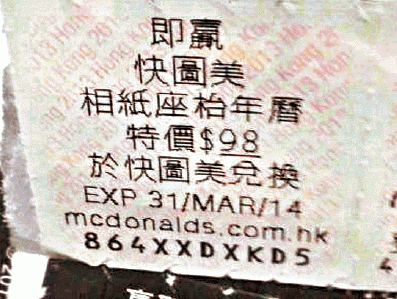 即贏
快圖美
相紙座枱年曆
特價$98
於快圖美兌換
EXP 31/MAR/14
mcdonalds.com.hk
864XXDXKD5